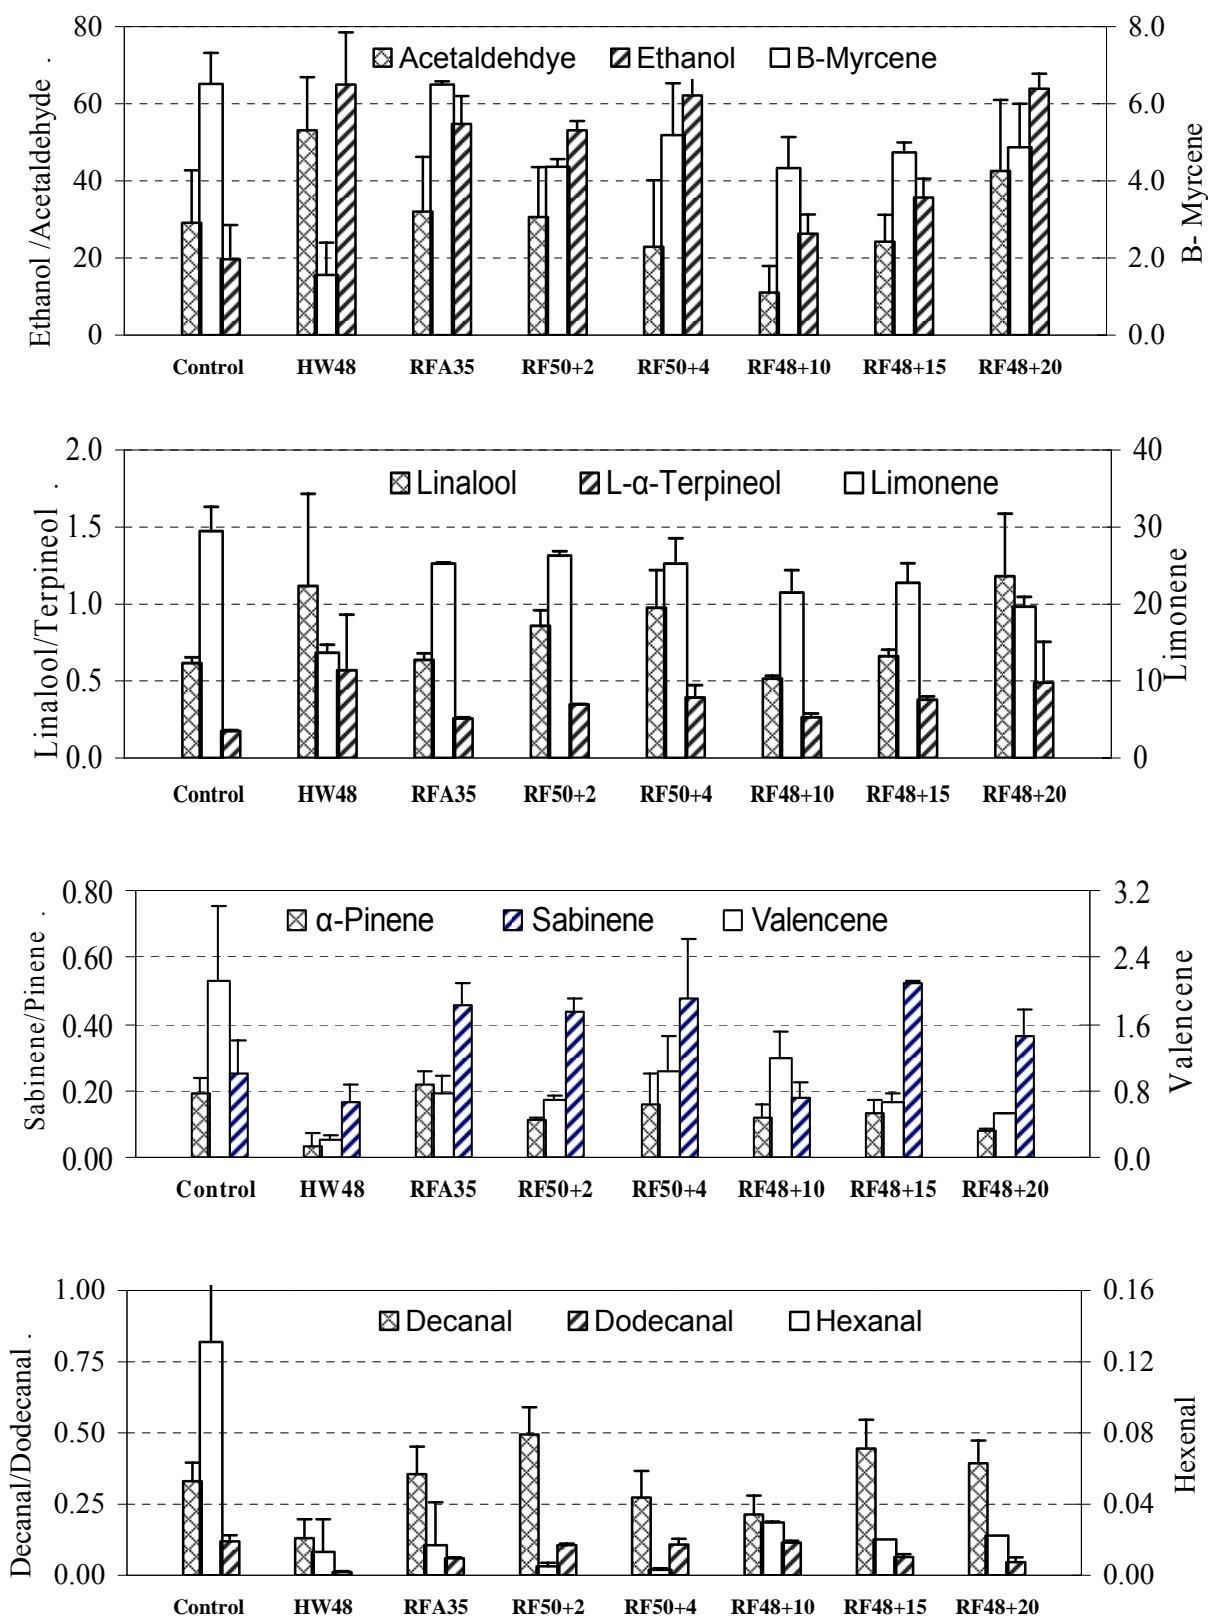 80 8.0
Acetaldehdye Ethanol B-Myrcene
60 6.0
40 4.0
20 2.0
0 0.0
Ethanol /Acetaldehyde .
B- Myrcene
Control HW48 RFA35 RF50+2 RF50+4 RF48+10 RF48+15 RF48+20
2.0 40
Linalool L-α-Terpineol Limonene
1.5 30
1.0 20
0.5 10
0.0 0
Linalool/Terpineol .
Limonene
Control HW48 RFA35 RF50+2 RF50+4 RF48+10 RF48+15 RF48+20
0.80 3.2
α-Pinene Sabinene Valencene
0.60 2.4
0.40 1.6
0.20 0.8
0.00 0.0
Sabinene/Pinene .
Valencene
Control HW48 RFA35 RF50+2 RF50+4 RF48+10 RF48+15 RF48+20
1.00 0.16
Decanal Dodecanal Hexanal
0.75 0.12
0.50 0.08
0.25 0.04
0.00 0.00
Decanal/Dodecanal .
Hexenal
Control HW48 RFA35 RF50+2 RF50+4 RF48+10 RF48+15 RF48+20